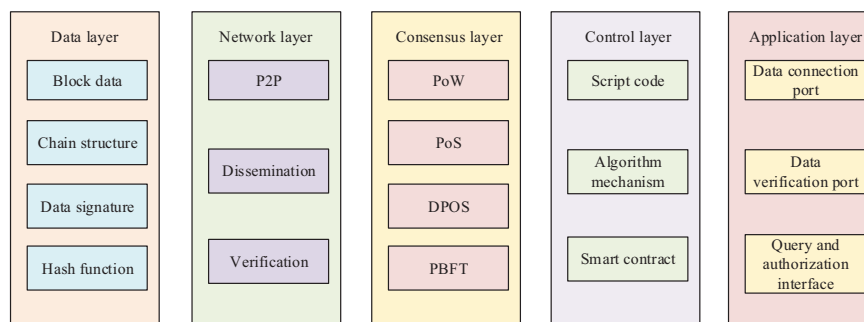 Data layer
Block data
Chain structure
Data signature
Hash function
Network layer
P2P
Dissemination
Verification
Consensus layer
PoW
PoS
DPOS
PBFT
Control layer
Script code
Algorithm
mechanism
Smart contract
Application layer
Data connection
port
Data
verification port
Query and
authorization
interface